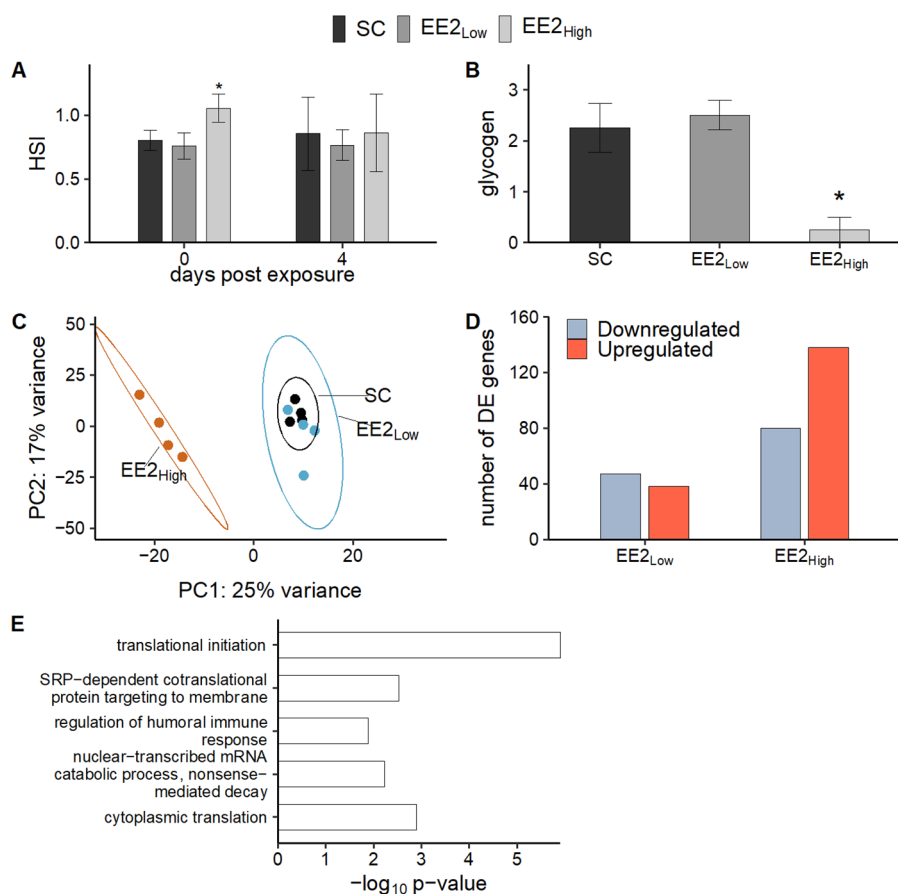 SC EE2Low EE2High
A
HSI
1.0
0.5
0.0
*
0 4
days post exposure
B
glycogen
3
2
1
0
*
SC EE2Low EE2High
C
PC2: 17% variance
50
25
0
−25
−50
SC
EE2Low
EE2High
−20 0 20
PC1: 25% variance
D
number of DE genes
160
120
80
40
0
Downregulated
Upregulated
EE2Low EE2High
E
translational initiation
SRP−dependent cotranslational
protein targeting to membrane
regulation of humoral immune
response
nuclear−transcribed mRNA
catabolic process, nonsense−
mediated decay
cytoplasmic translation
0 1 2 3 4 5
−log10 p−value